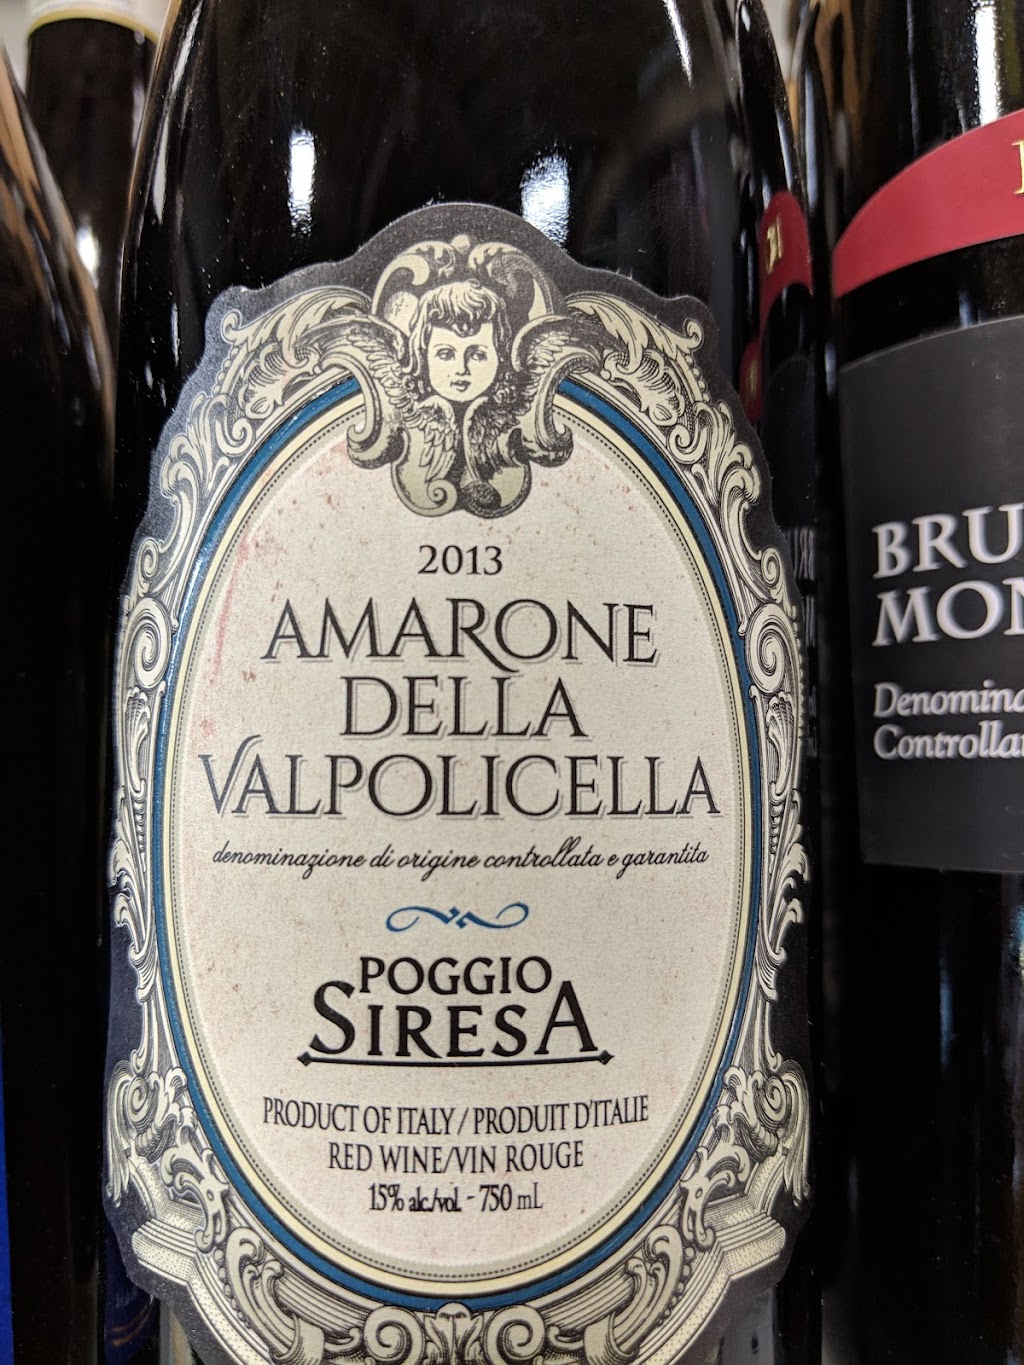 2013
AMARONE
DELLA
VALPOLICELLA
denominazione di origine controllata e garantita
POGGIO
SIRESA
PRODUCT OF ITALY / PRODUIT D'ITALIE
RED WINE/VIN ROUGE
15% alc./vol. - 750 mL
BRU
MON
Denomina
Controlla